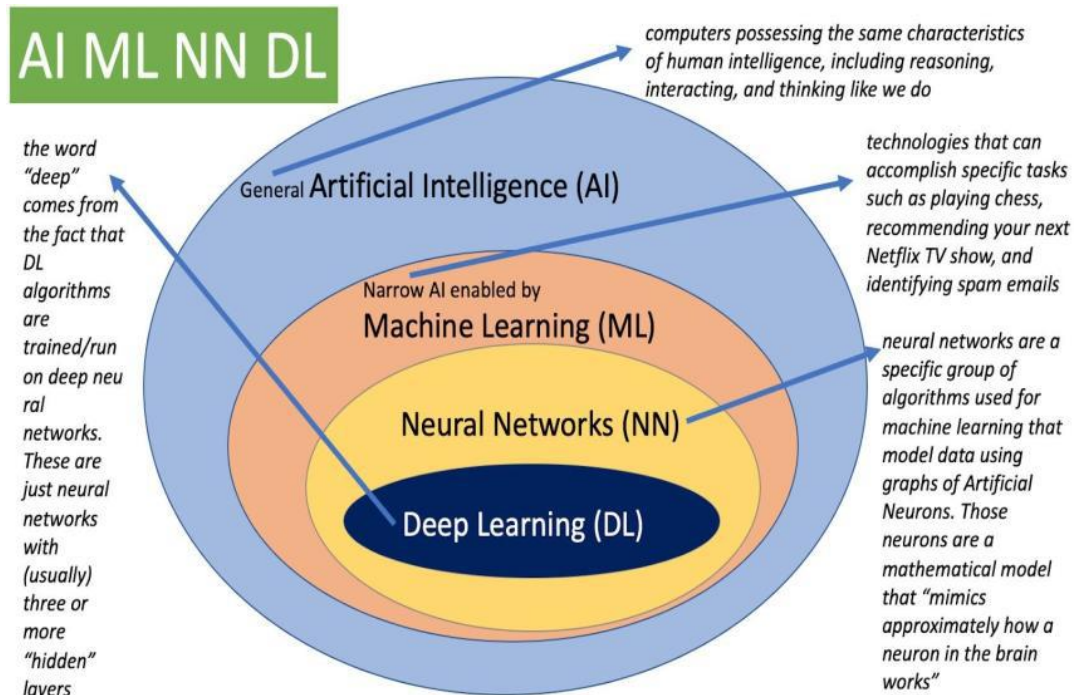 AI ML NN DL
computers possessing the same characteristics
of human intelligence, including reasoning,
interacting, and thinking like we do
the word
“deep”
comes from
the fact that
DL
algorithms
are
trained/run
on deep neu
ral
networks.
These are
just neural
networks
with
(usually)
three or
more
“hidden”
layers
General Artificial Intelligence (AI)
technologies that can
accomplish specific tasks
such as playing chess,
recommending your next
Netflix TV show, and
identifying spam emails
Narrow AI enabled by
Machine Learning (ML)
neural networks are a
specific group of
algorithms used for
machine learning that
model data using
graphs of Artificial
Neurons. Those
neurons are a
mathematical model
that “mimics
approximately how a
neuron in the brain
works”
Neural Networks (NN)
Deep Learning (DL)